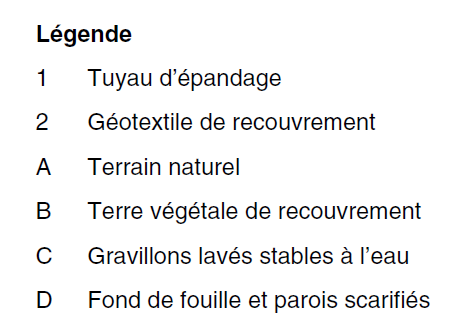 Légende
1 Tuyau d’épandage
2 Géotextile de recouvrement
A Terrain naturel
B Terre végétale de recouvrement
C Gravillons lavés stables à l’eau
D Fond de fouille et parois scarifiés